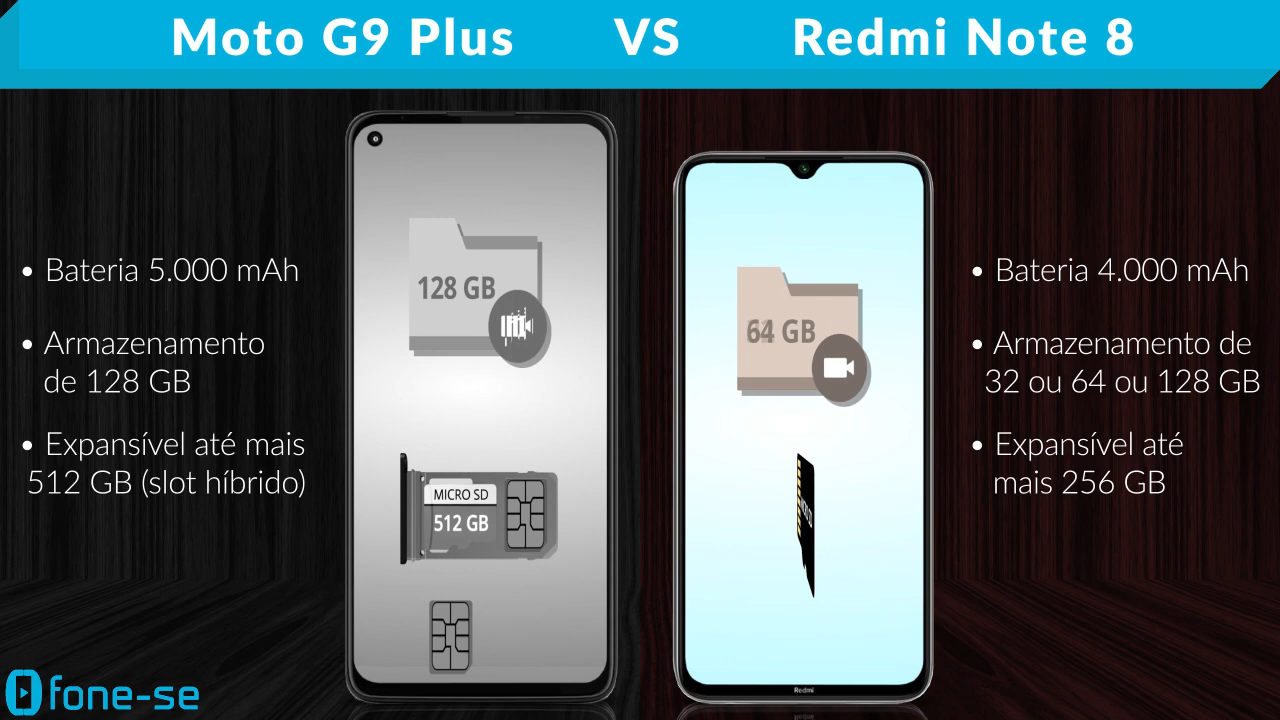 Moto G9 Plus VS Redmi Note 8
• Bateria 5.000 mAh
• Armazenamento
de 128 GB
• Expansível até mais
512 GB (slot híbrido)
128 GB
MICRO SD
512 GB
64 GB
MICRO SD
Redmi
• Bateria 4.000 mAh
• Armazenamento de
32 ou 64 ou 128 GB
• Expansível até
mais 256 GB
fone-se